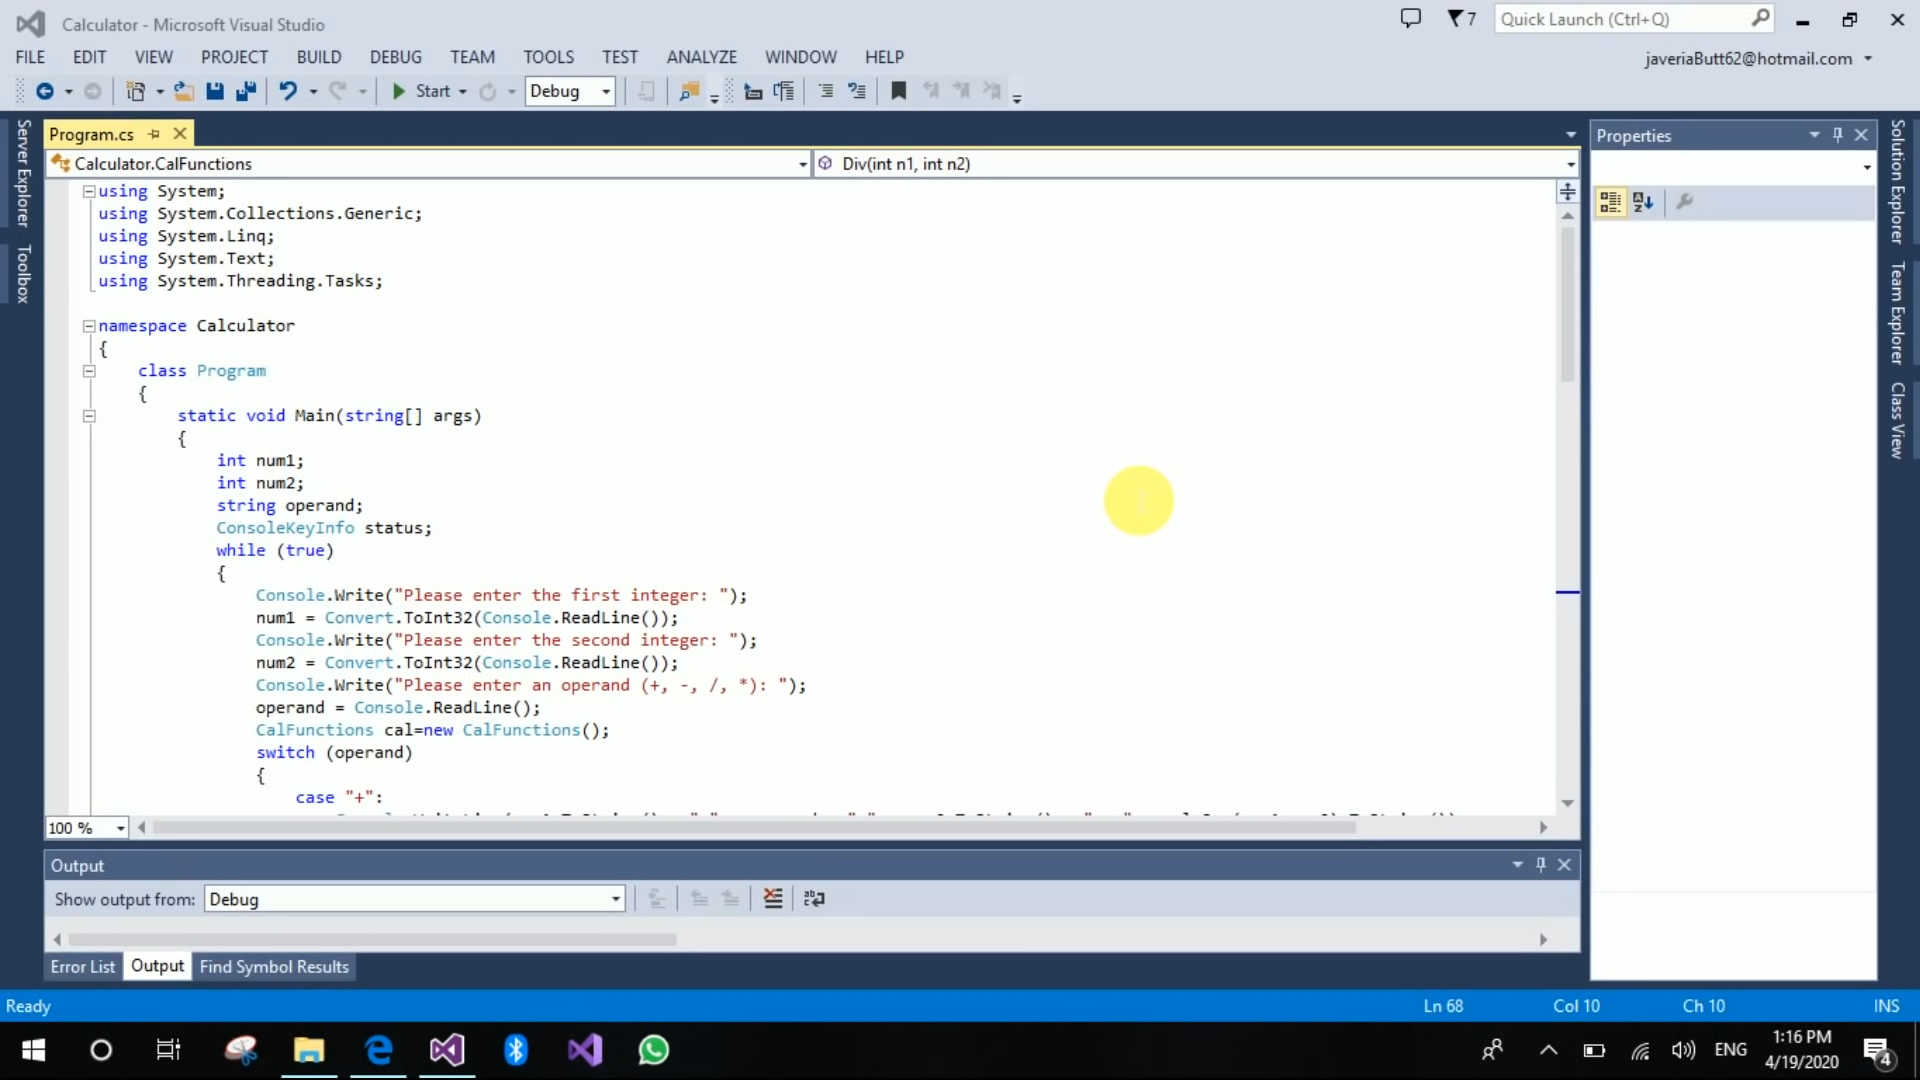 Calculator - Microsoft Visual Studio
7
Quick Launch (Ctrl+Q)
FILE EDIT VIEW PROJECT BUILD DEBUG TEAM TOOLS TEST ANALYZE WINDOW HELP
javeriaButt62@hotmail.com
Start Debug
Server Explorer
Toolbox
Program.cs
Calculator.CalFunctions
Div(int n1, int n2)
using System;
using System.Collections.Generic;
using System.Linq;
using System.Text;
using System.Threading.Tasks;
namespace Calculator
{
class Program
{
static void Main(string[] args)
{
int num1;
int num2;
string operand;
ConsoleKeyInfo status;
while (true)
{
Console.Write("Please enter the first integer: ");
num1 = Convert.ToInt32(Console.ReadLine());
Console.Write("Please enter the second integer: ");
num2 = Convert.ToInt32(Console.ReadLine());
Console.Write("Please enter an operand (+, -, /, *): ");
operand = Console.ReadLine();
CalFunctions cal=new CalFunctions();
switch (operand)
{
case "+":
100 %
Properties
Solution Explorer
Team Explorer
Class View
Output
Show output from: Debug
Error List Output Find Symbol Results
Ready
Ln 68 Col 10 Ch 10 INS
ENG
1:16 PM
4/19/2020
4